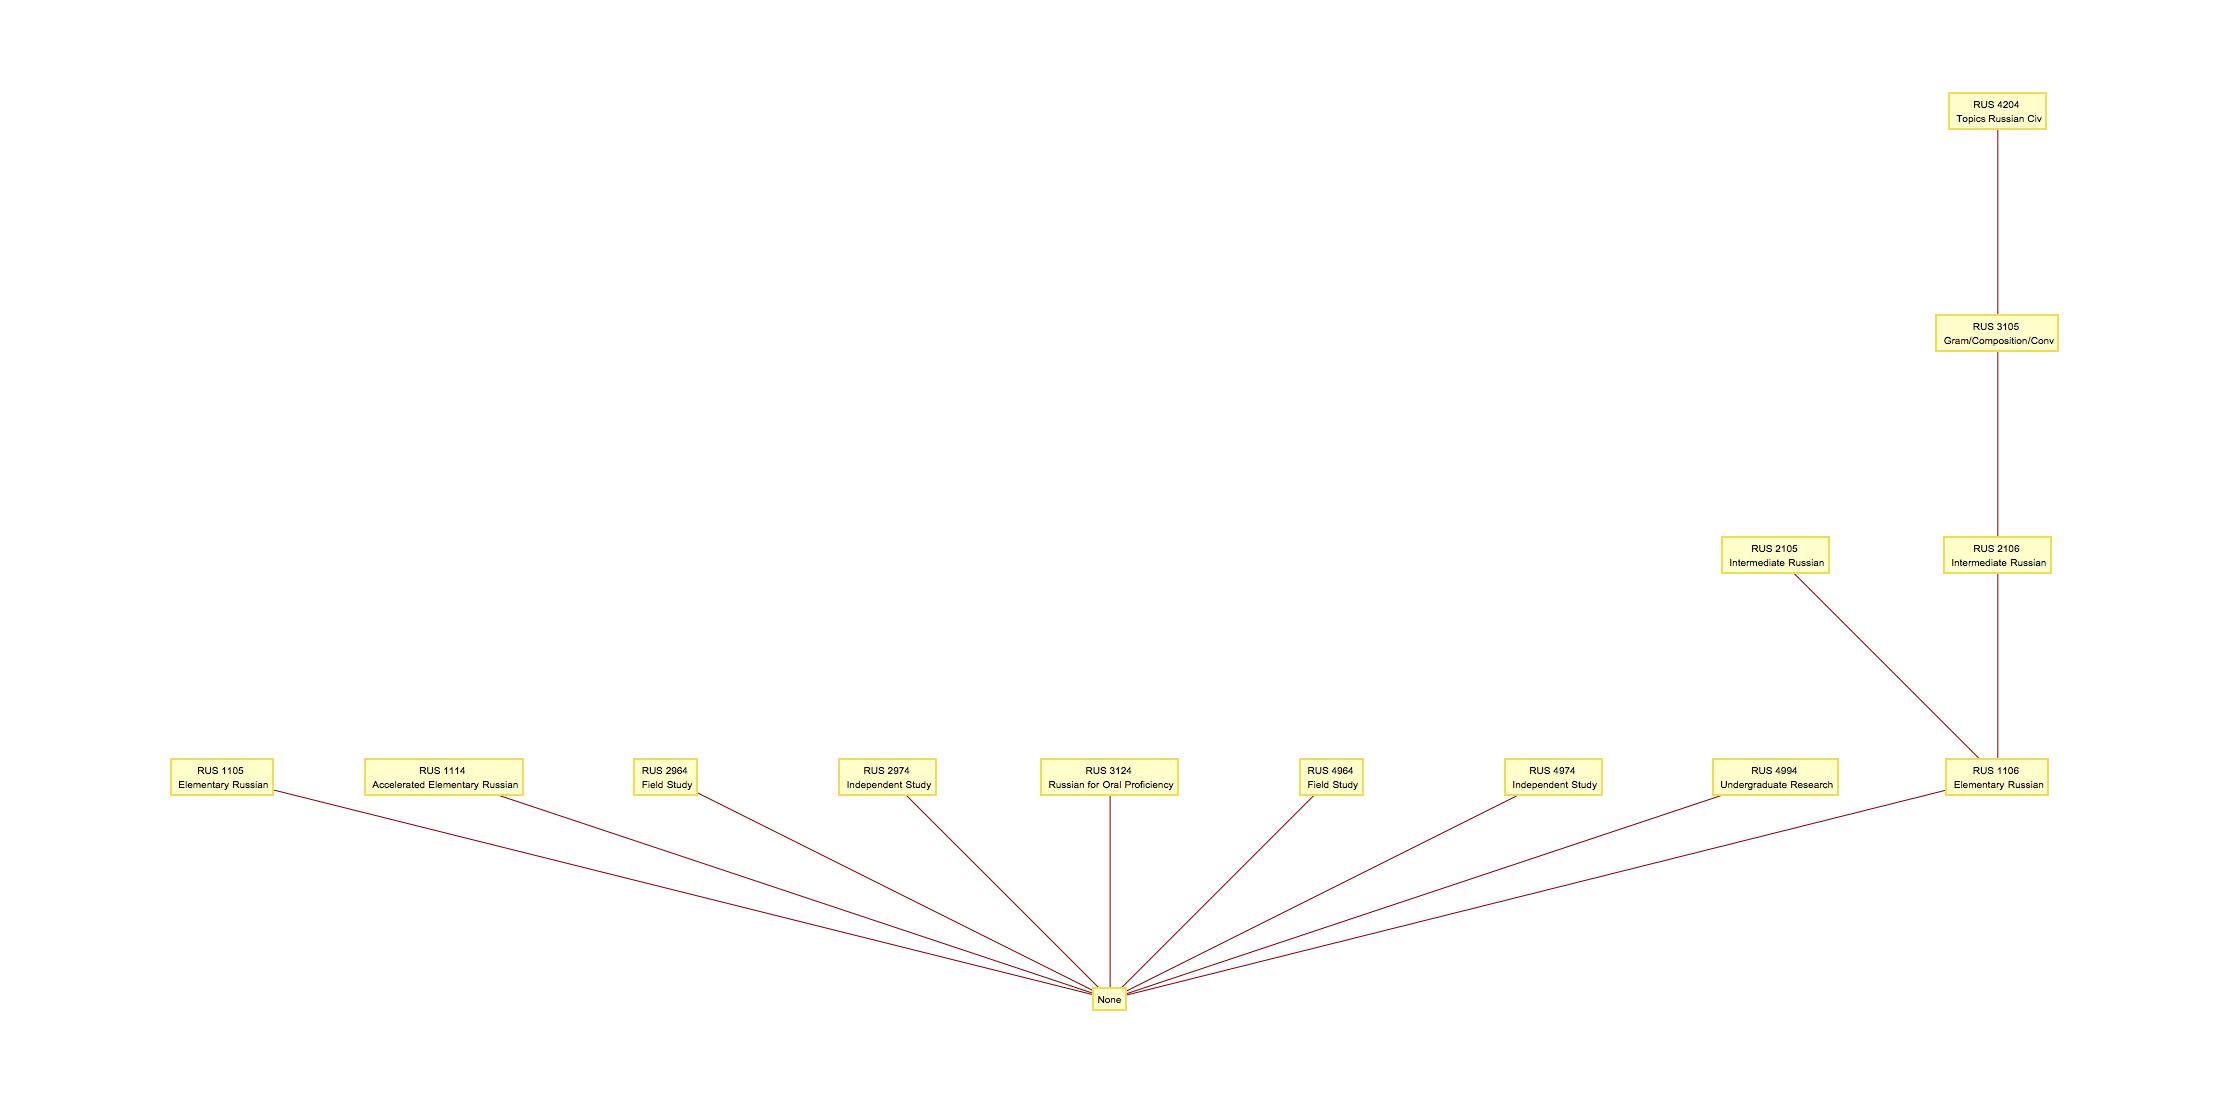 RUS 4204
Topics Russian Civ
RUS 3105
Gram/Composition/Conv
RUS 2105
Intermediate Russian
RUS 2106
Intermediate Russian
RUS 1105
Elementary Russian
RUS 1114
Accelerated Elementary Russian
RUS 2964
Field Study
RUS 2974
Independent Study
RUS 3124
Russian for Oral Proficiency
RUS 4964
Field Study
RUS 4974
Independent Study
RUS 4994
Undergraduate Research
RUS 1106
Elementary Russian
None